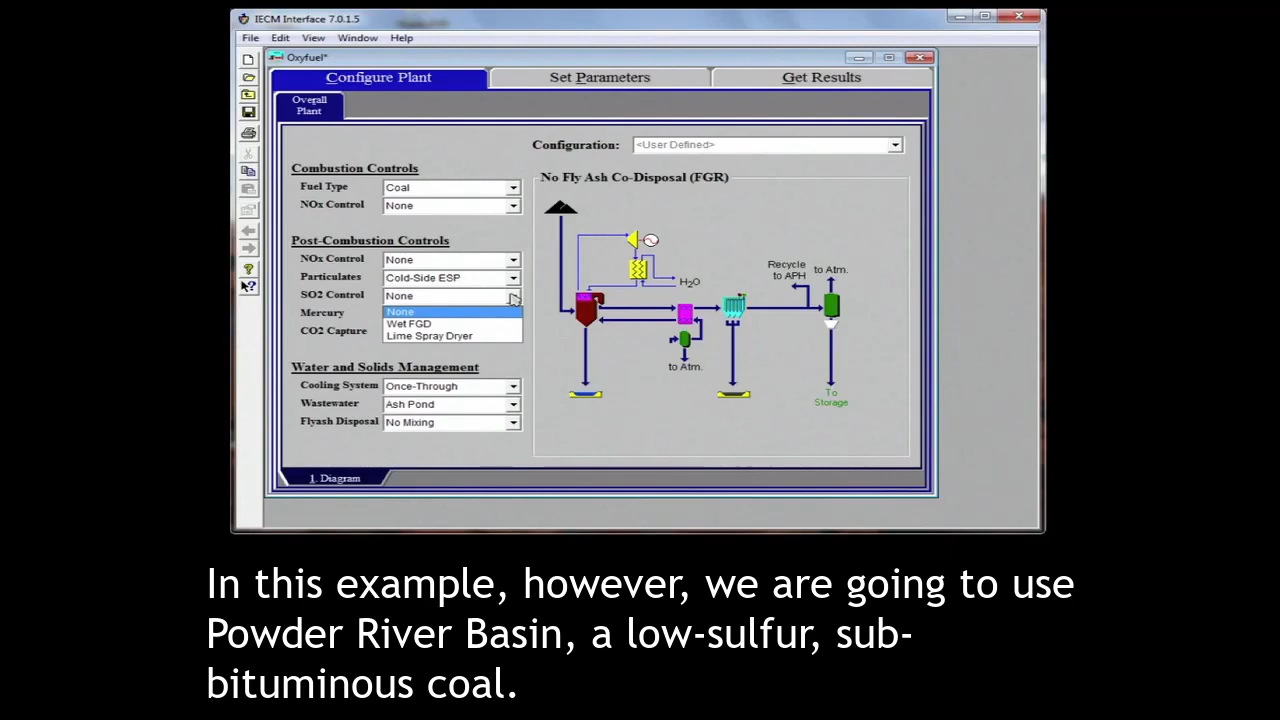 IECM Interface 7.0.1.5
File Edit View Window Help
Oxyfuel*
Configure Plant Set Parameters Get Results
Overall
Plant
Configuration: <User Defined>
Combustion Controls
Fuel Type Coal
NOx Control None
Post-Combustion Controls
NOx Control None
Particulates Cold-Side ESP
SO2 Control None
None
Mercury
Wet FGD
CO2 Capture
Lime Spray Dryer
Water and Solids Management
Cooling System Once-Through
Wastewater Ash Pond
Flyash Disposal No Mixing
No Fly Ash Co-Disposal (FGR)
H2O
Recycle
to APH
to Atm.
to Atm.
To
Storage
1. Diagram
In this example, however, we are going to use
Powder River Basin, a low-sulfur, sub-
bituminous coal.